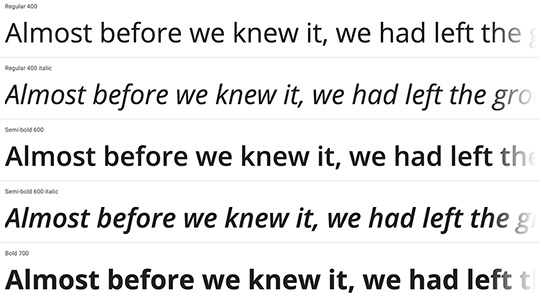 Regular 400
Almost before we knew it, we had left the
Regular 400 italic
Almost before we knew it, we had left the
Semi-bold 600
Almost before we knew it, we had left the
Semi-bold 600 italic
Almost before we knew it, we had left the
Bold 700
Almost before we knew it, we had left